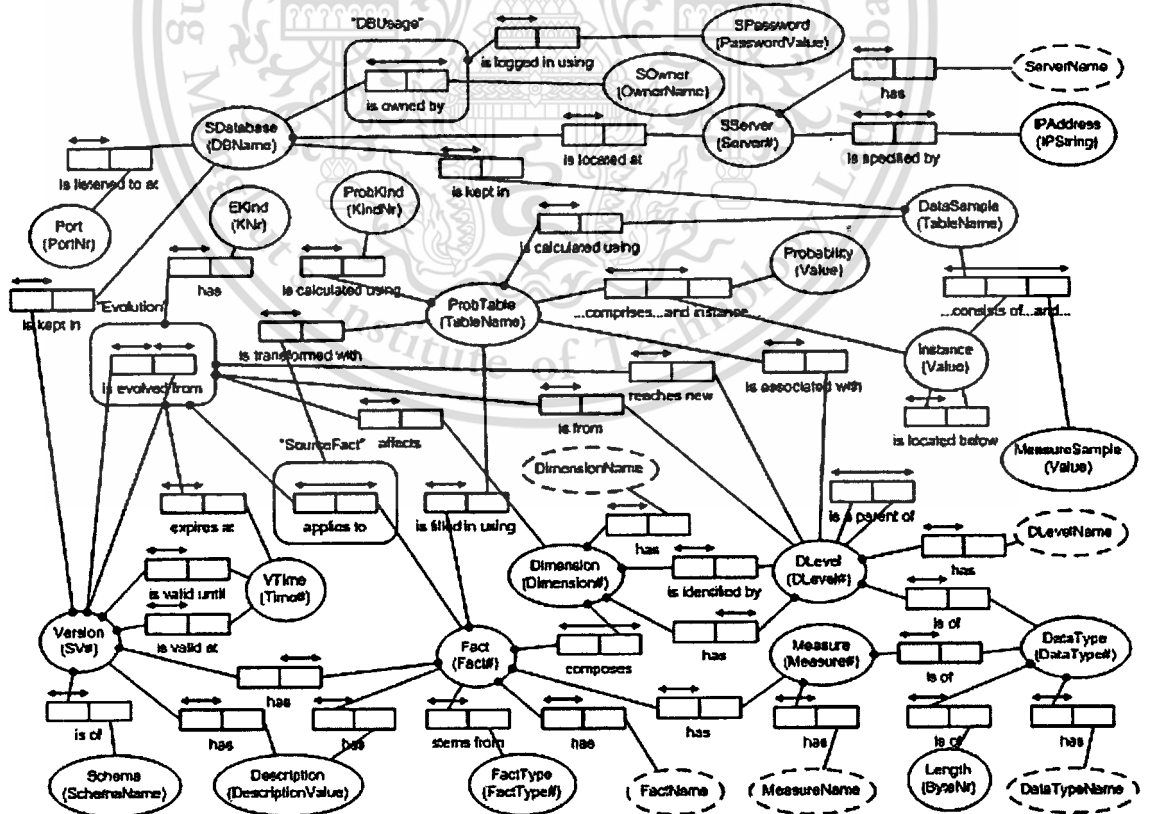 "DBUsage"
SPassword
(PasswordValue)
is logged in using
SOwner
(OwnerName)
ServerName
has
is owned by
SDatabase
(DBName)
SServer
(Server#)
IPAddress
(IPString)
is located at
is specified by
is listened to at
is kept in
Port
(PortNr)
EKind
(KNr)
ProbKind
(KindNr)
DataSample
(TableName)
is calculated using
Probability
(Value)
has
is calculated using
ProbTable
(TableName)
...comprises...and instance...
...consists of...and...
is kept in
"Evolution"
is transformed with
Instance
(Value)
is evolved from
reaches new
is associated with
is from
is located below
"SourceFact"
affects
MeasureSample
(Value)
DimensionName
expires at
applies to
is filled in using
is a parent of
DLevelName
has
has
Dimension
(Dimension#)
DLevel
(DLevel#)
is identified by
VTime
(Time#)
is valid until
is valid at
is of
Version
(SV#)
Fact
(Fact#)
composes
has
Measure
(Measure#)
DataType
(DataType#)
is of
has
has
is of
has
has
stems from
has
has
is of
has
Schema
(SchemaName)
Description
(DescriptionValue)
FactType
(FactType#)
FactName
MeasureName
Length
(ByteNr)
DataTypeName
Institute of Technology